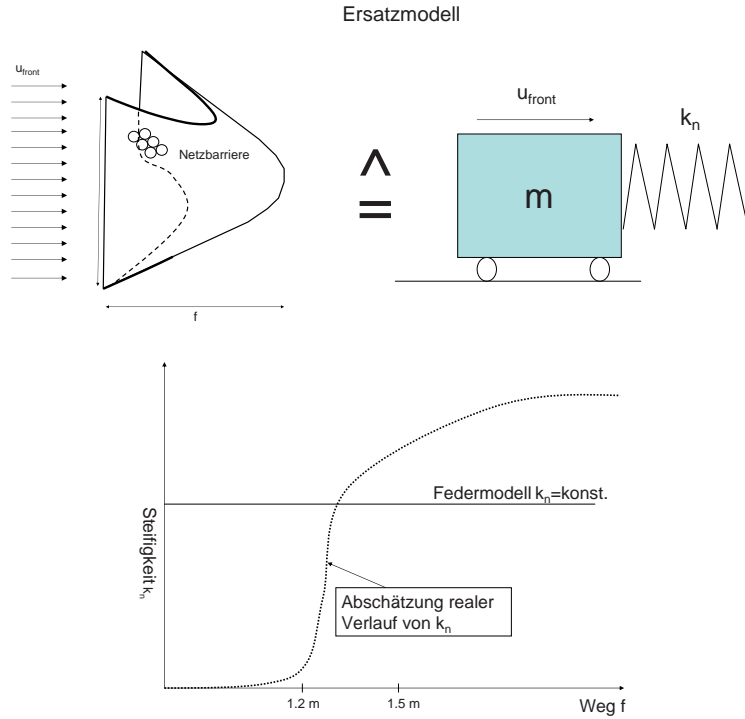 Ersatzmodell
u_front
Netzbarriere
f
^
=
u_front
k_n
m
Steifigkeit k_n
Federmodell k_n=konst.
Abschätzung realer
Verlauf von k_n
1.2 m
1.5 m
Weg f